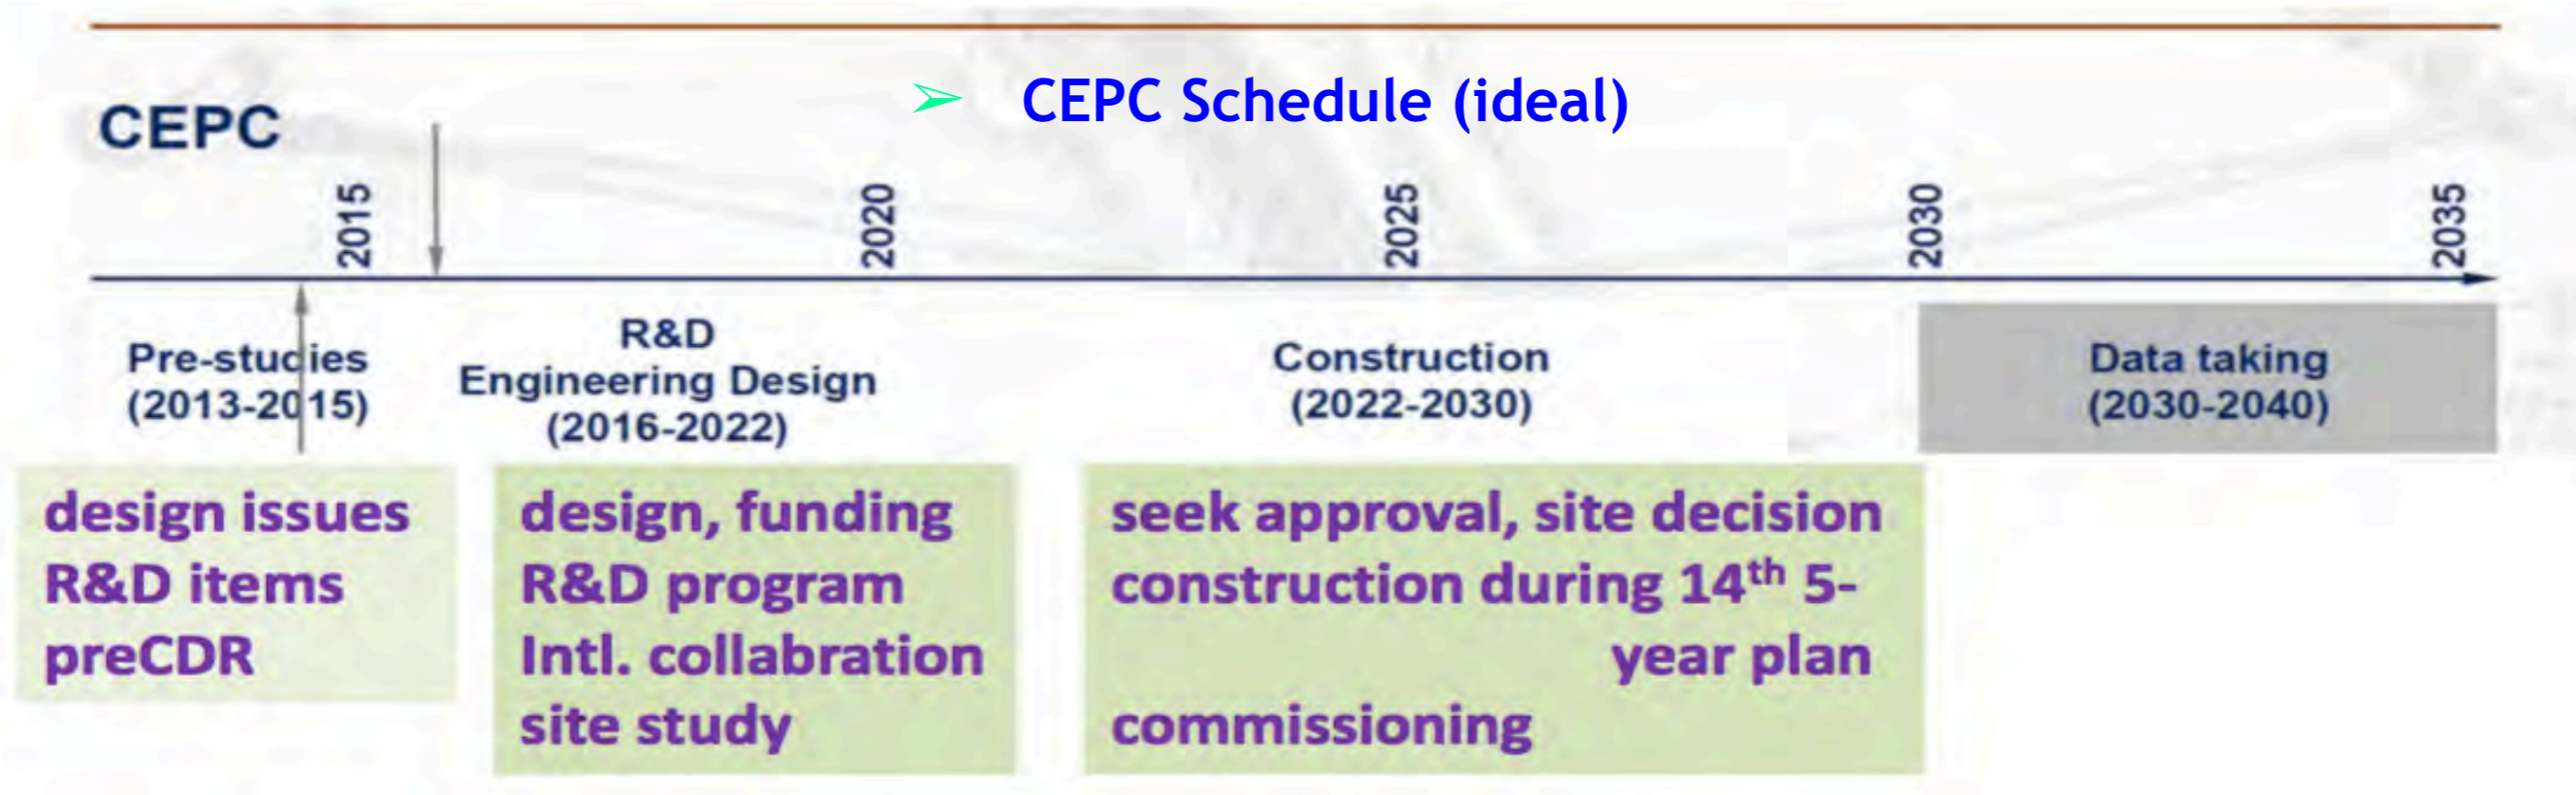 ➢ CEPC Schedule (ideal)
CEPC
2015
2020
2025
2030
2035
Pre-studies
(2013-2015)
R&D
Engineering Design
(2016-2022)
Construction
(2022-2030)
Data taking
(2030-2040)
design issues
R&D items
preCDR
design, funding
R&D program
Intl. collabration
site study
seek approval, site decision
construction during 14th 5-
year plan
commissioning